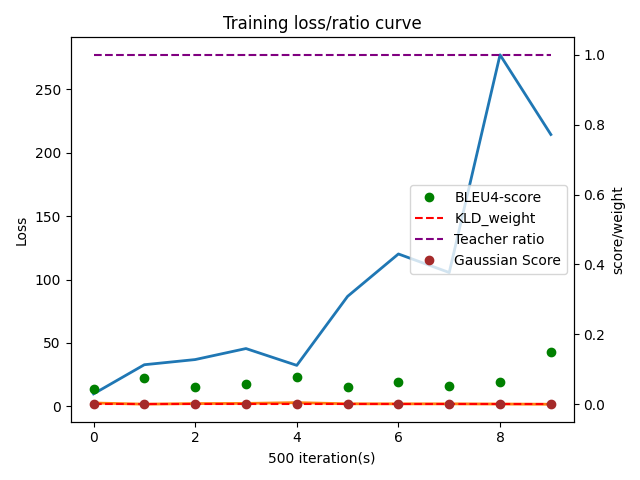 Training loss/ratio curve
Loss
250
200
150
100
50
0
1.0
0.8
0.6
0.4
0.2
0.0
score/weight
BLEU4-score
KLD_weight
Teacher ratio
Gaussian Score
0 2 4 6 8
500 iteration(s)